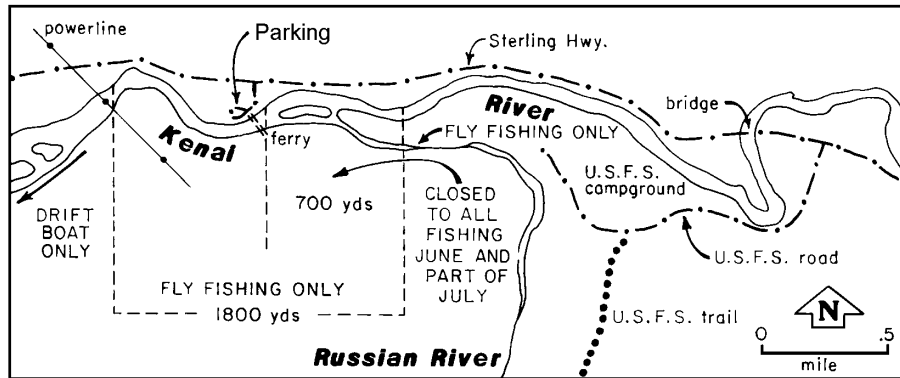 powerline
Parking
Sterling Hwy.
River
bridge
Kenai
ferry
FLY FISHING ONLY
U.S.F.S.
campground
DRIFT
BOAT
ONLY
700 yds
CLOSED
TO ALL
FISHING
JUNE AND
PART OF
JULY
U.S.F.S. road
FLY FISHING ONLY
1800 yds
U.S.F.S. trail
N
0 .5
mile
Russian River